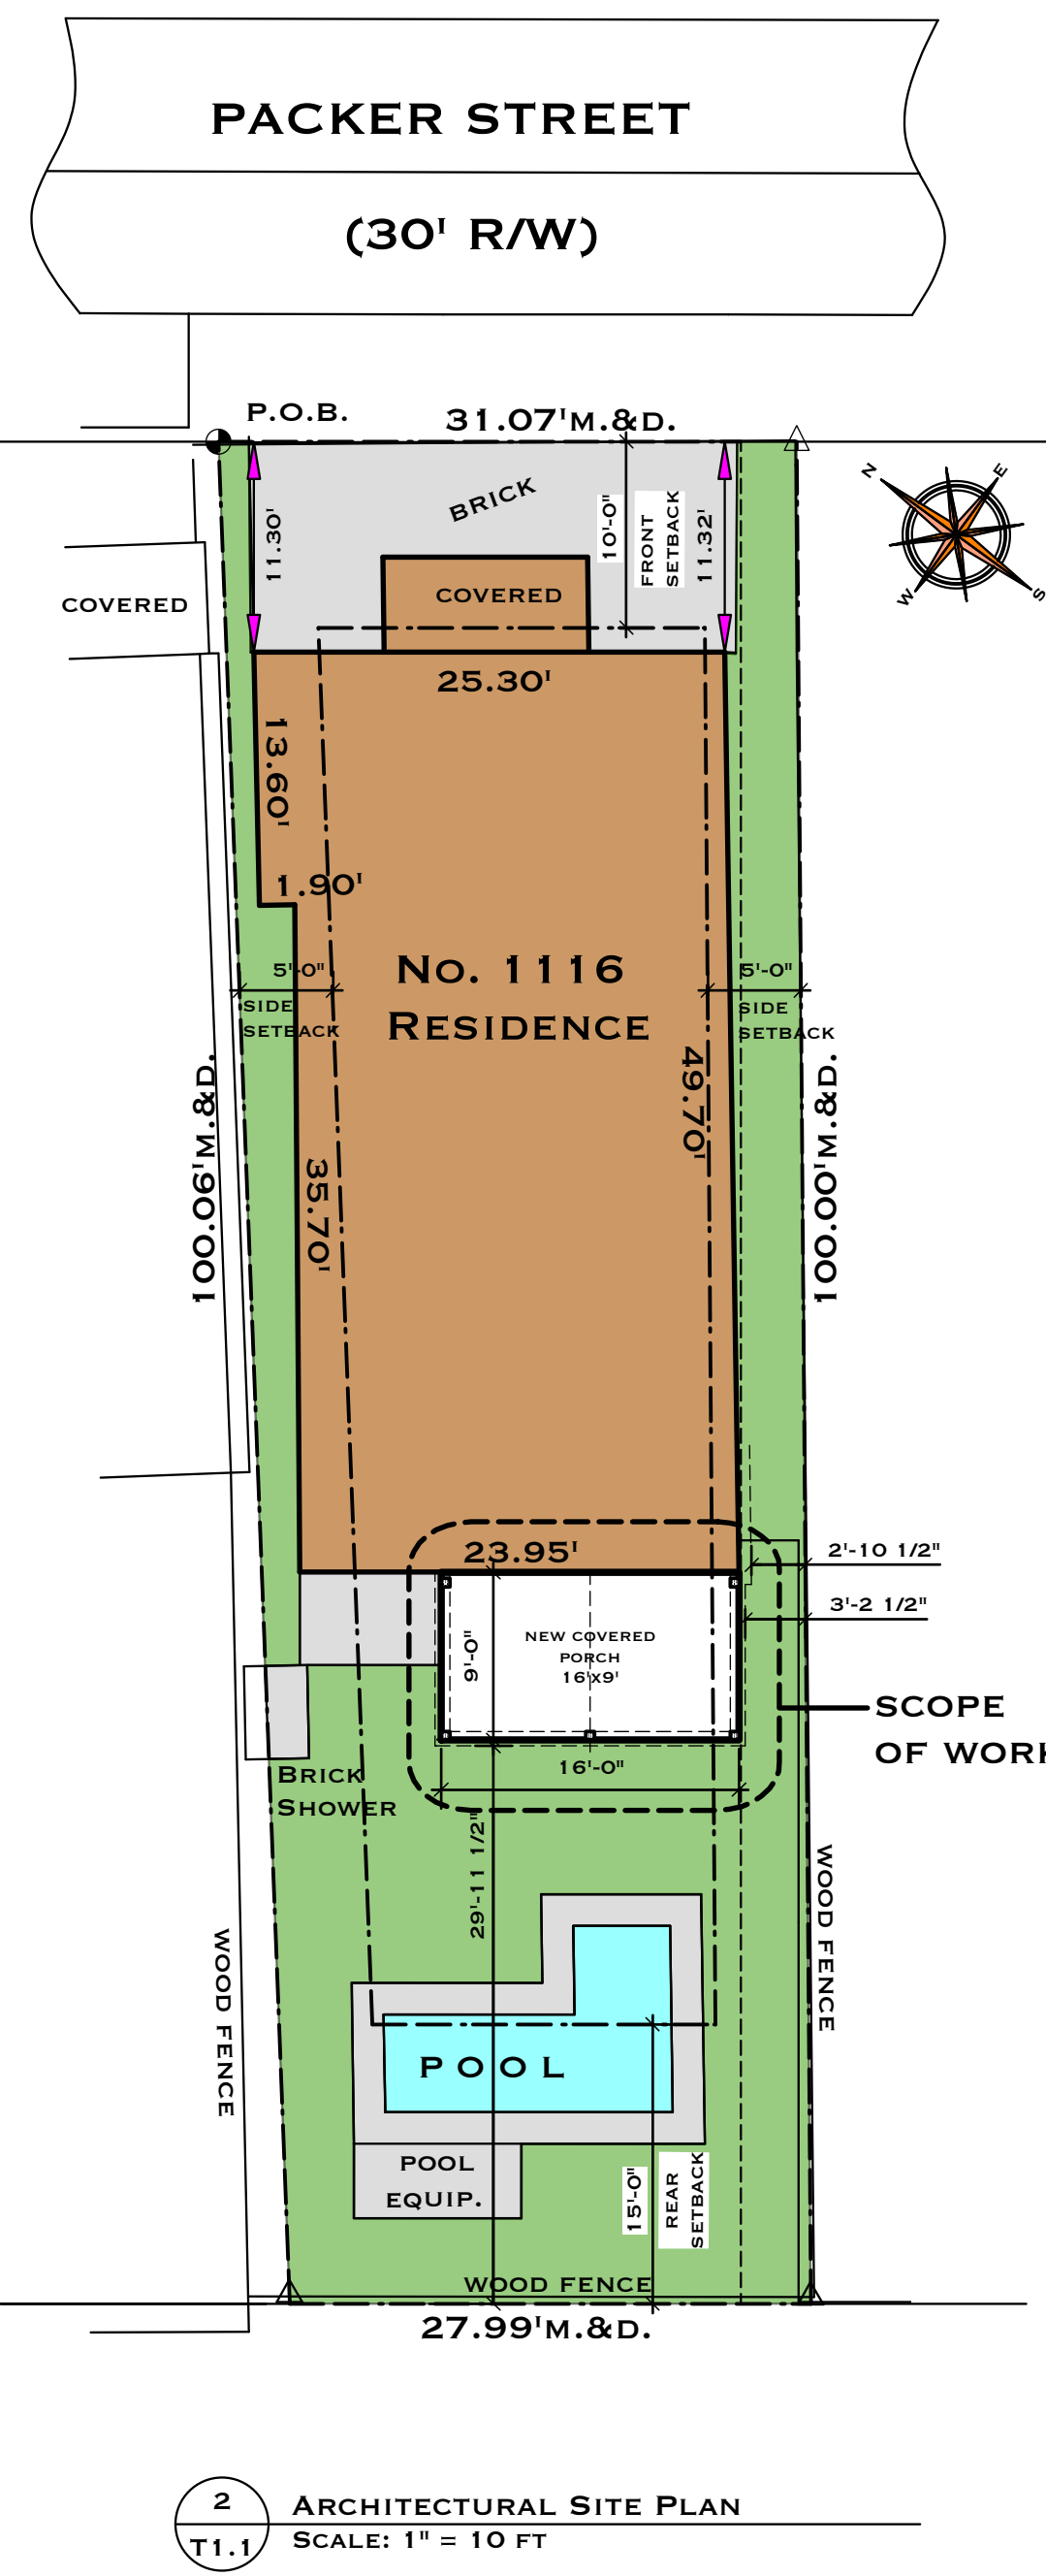 PACKER STREET
(30' R/W)
P.O.B.
31.07'M.&D.
BRICK
11.30'
10'-0"
FRONT
SETBACK
11.32'
N
E
W
S
COVERED
COVERED
25.30'
13.60'
1.90'
No. 1116
RESIDENCE
5'-0"
SIDE
SETBACK
5'-0"
SIDE
SETBACK
49.70'
100.06'M.&D.
100.00'M.&D.
35.70'
23.95'
2'-10 1/2"
3'-2 1/2"
NEW COVERED
PORCH
16'X9'
9'-0"
SCOPE
OF WORK
16'-0"
BRICK
SHOWER
29'-11 1/2"
WOOD FENCE
WOOD FENCE
POOL
POOL
EQUIP.
15'-0"
REAR
SETBACK
WOOD FENCE
27.99'M.&D.
2
T1.1
ARCHITECTURAL SITE PLAN
SCALE: 1" = 10 FT